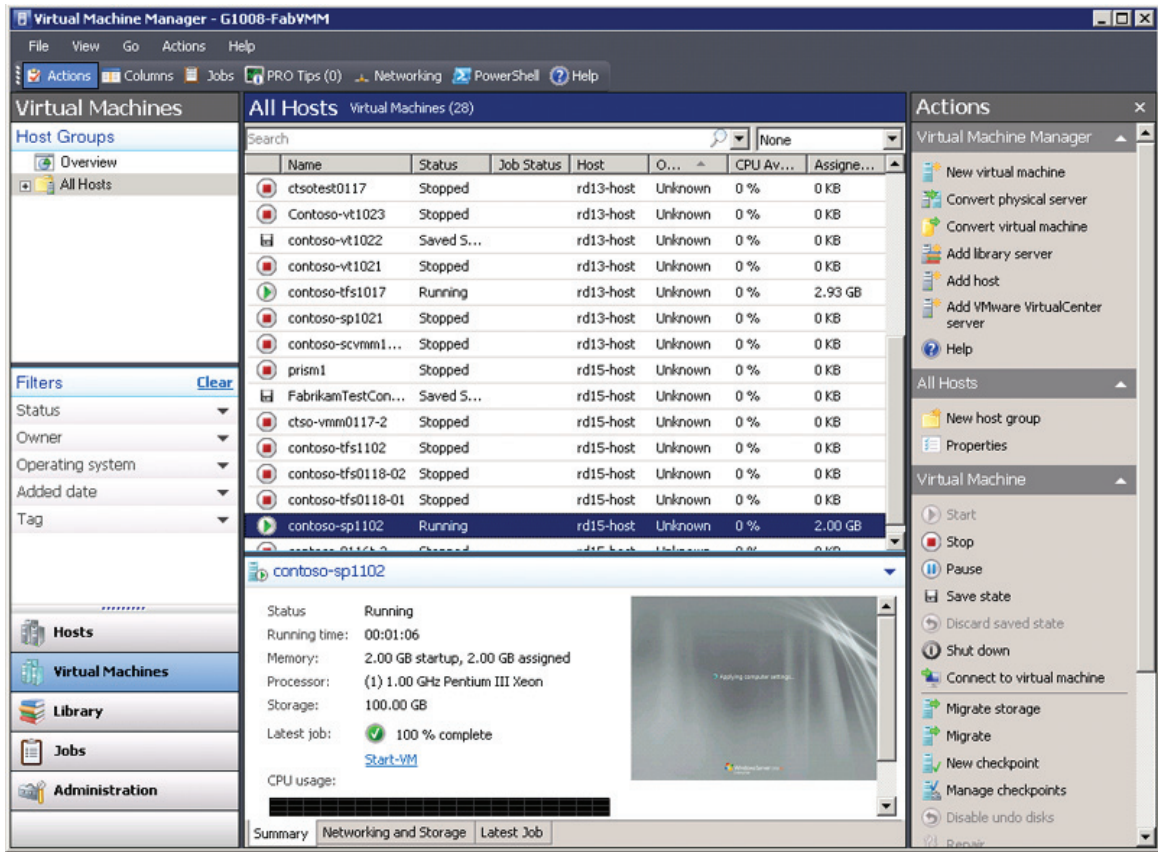 Virtual Machine Manager - G1008-FabVMM
File View Go Actions Help
Actions Columns Jobs PRO Tips (0) Networking PowerShell Help
Virtual Machines
Host Groups
Overview
All Hosts
Filters Clear
Status
Owner
Operating system
Added date
Tag
Hosts
Virtual Machines
Library
Jobs
Administration
All Hosts Virtual Machines (28)
Search None
Name Status Job Status Host O... CPU Av... Assigne...
ctsotest0117 Stopped rd13-host Unknown 0 % 0 KB
Contoso-vt1023 Stopped rd13-host Unknown 0 % 0 KB
contoso-vt1022 Saved S... rd13-host Unknown 0 % 0 KB
contoso-vt1021 Stopped rd13-host Unknown 0 % 0 KB
contoso-tfs1017 Running rd13-host Unknown 0 % 2.93 GB
contoso-sp1021 Stopped rd13-host Unknown 0 % 0 KB
contoso-scvmm1... Stopped rd13-host Unknown 0 % 0 KB
prism1 Stopped rd15-host Unknown 0 % 0 KB
FabrikamTestCon... Saved S... rd15-host Unknown 0 % 0 KB
ctso-vmm0117-2 Stopped rd15-host Unknown 0 % 0 KB
contoso-tfs1102 Stopped rd15-host Unknown 0 % 0 KB
contoso-tfs0118-02 Stopped rd15-host Unknown 0 % 0 KB
contoso-tfs0118-01 Stopped rd15-host Unknown 0 % 0 KB
contoso-sp1102 Running rd15-host Unknown 0 % 2.00 GB
contoso-sp1102
Status Running
Running time: 00:01:06
Memory: 2.00 GB startup, 2.00 GB assigned
Processor: (1) 1.00 GHz Pentium III Xeon
Storage: 100.00 GB
Latest job: 100 % complete
Start-VM
CPU usage:
Applying computer settings...
Summary Networking and Storage Latest Job
Actions
Virtual Machine Manager
New virtual machine
Convert physical server
Convert virtual machine
Add library server
Add host
Add VMware VirtualCenter
server
Help
All Hosts
New host group
Properties
Virtual Machine
Start
Stop
Pause
Save state
Discard saved state
Shut down
Connect to virtual machine
Migrate storage
Migrate
New checkpoint
Manage checkpoints
Disable undo disks
Repair